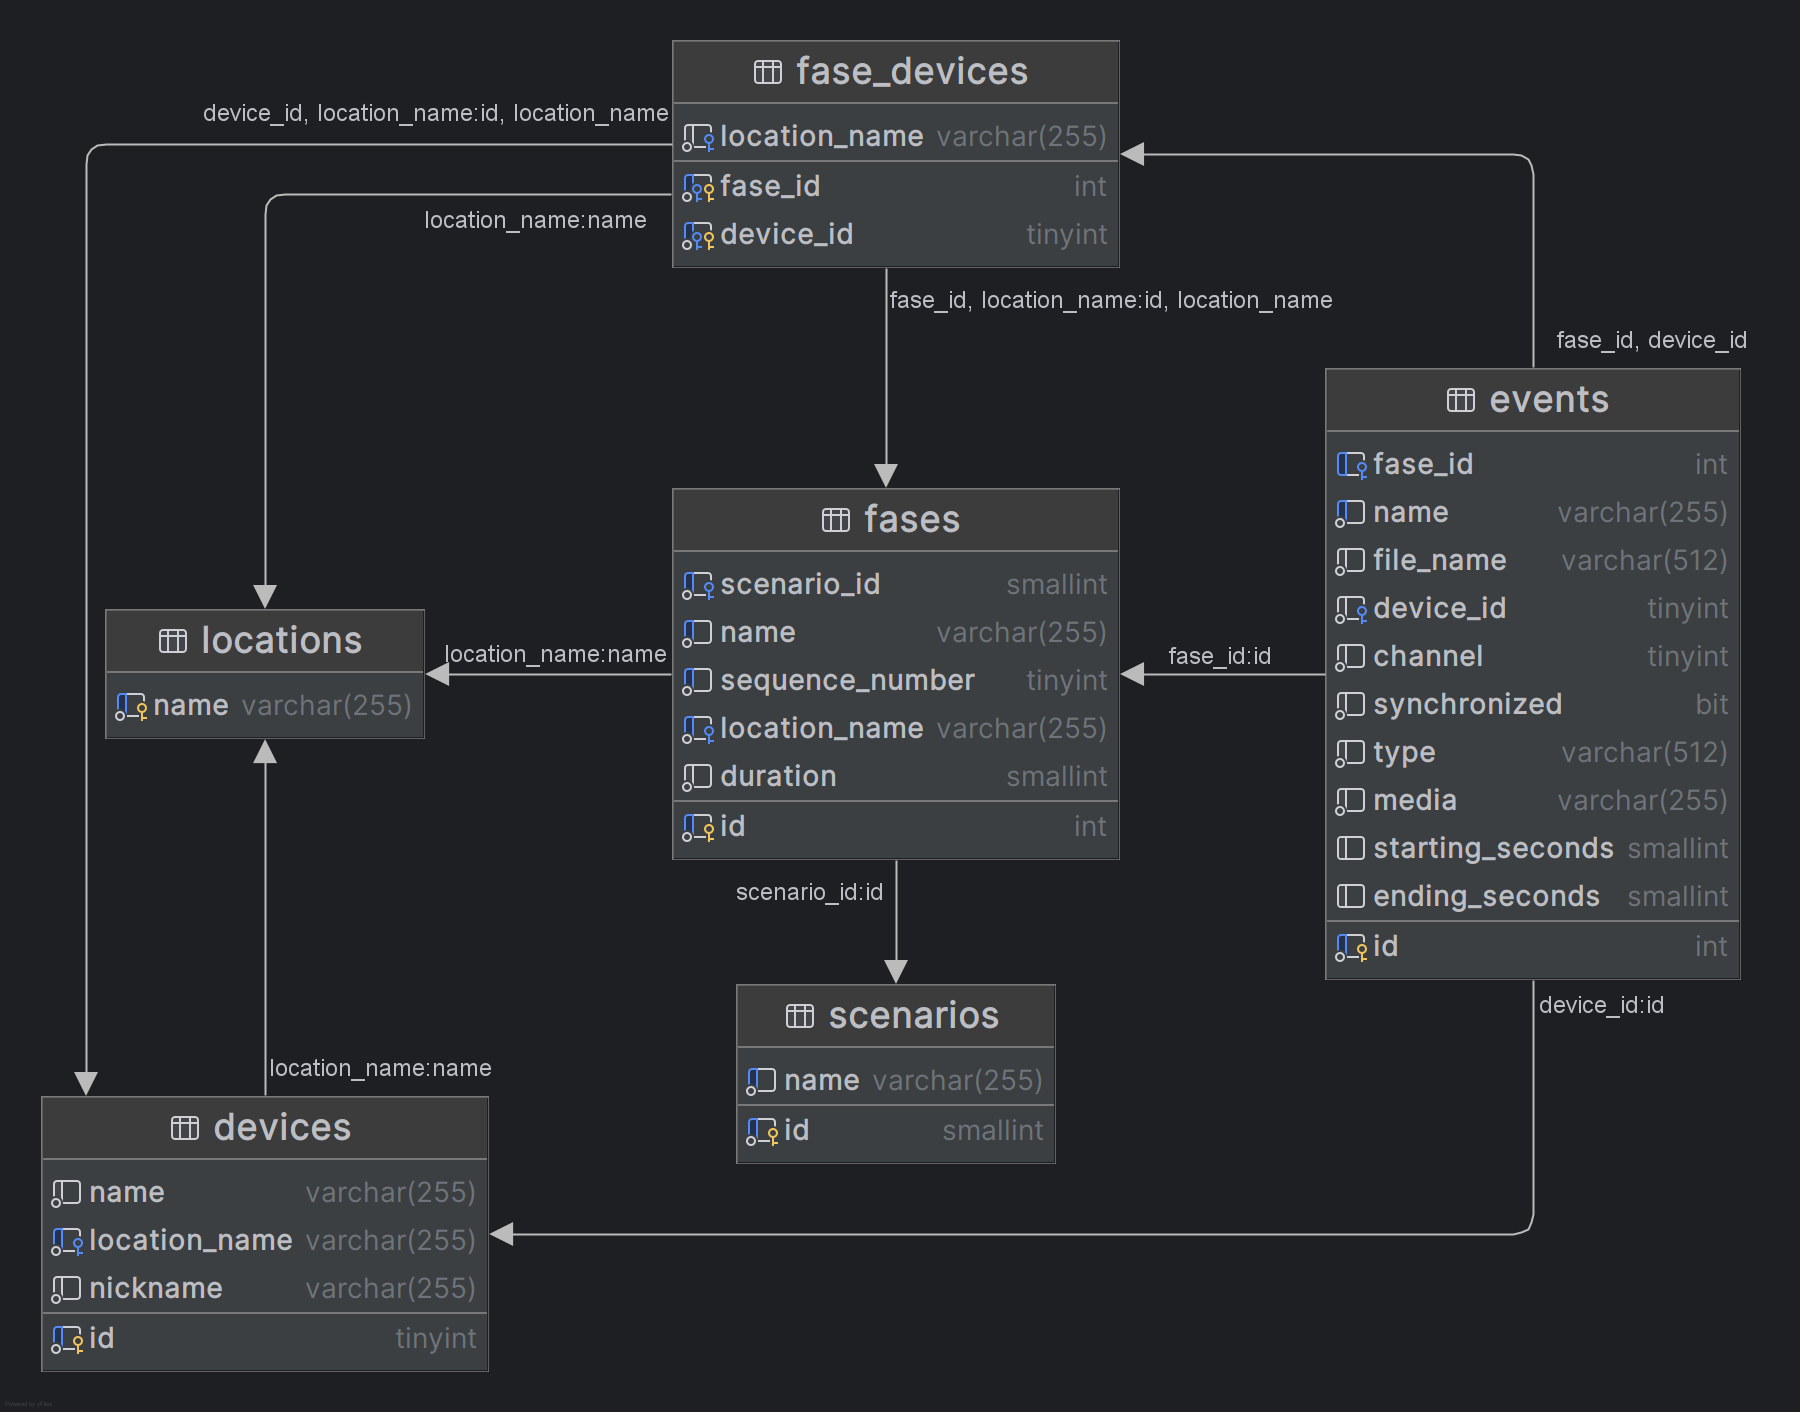 fase_devices
location_name varchar(255)
fase_id int
device_id tinyint
device_id, location_name:id, location_name
location_name:name
fase_id, location_name:id, location_name
fase_id, device_id
events
fase_id int
name varchar(255)
file_name varchar(512)
device_id tinyint
channel tinyint
synchronized bit
type varchar(512)
media varchar(255)
starting_seconds smallint
ending_seconds smallint
id int
fases
scenario_id smallint
name varchar(255)
sequence_number tinyint
location_name varchar(255)
duration smallint
id int
fase_id:id
locations
name varchar(255)
location_name:name
scenario_id:id
scenarios
name varchar(255)
id smallint
device_id:id
location_name:name
devices
name varchar(255)
location_name varchar(255)
nickname varchar(255)
id tinyint
Powered by yFiles